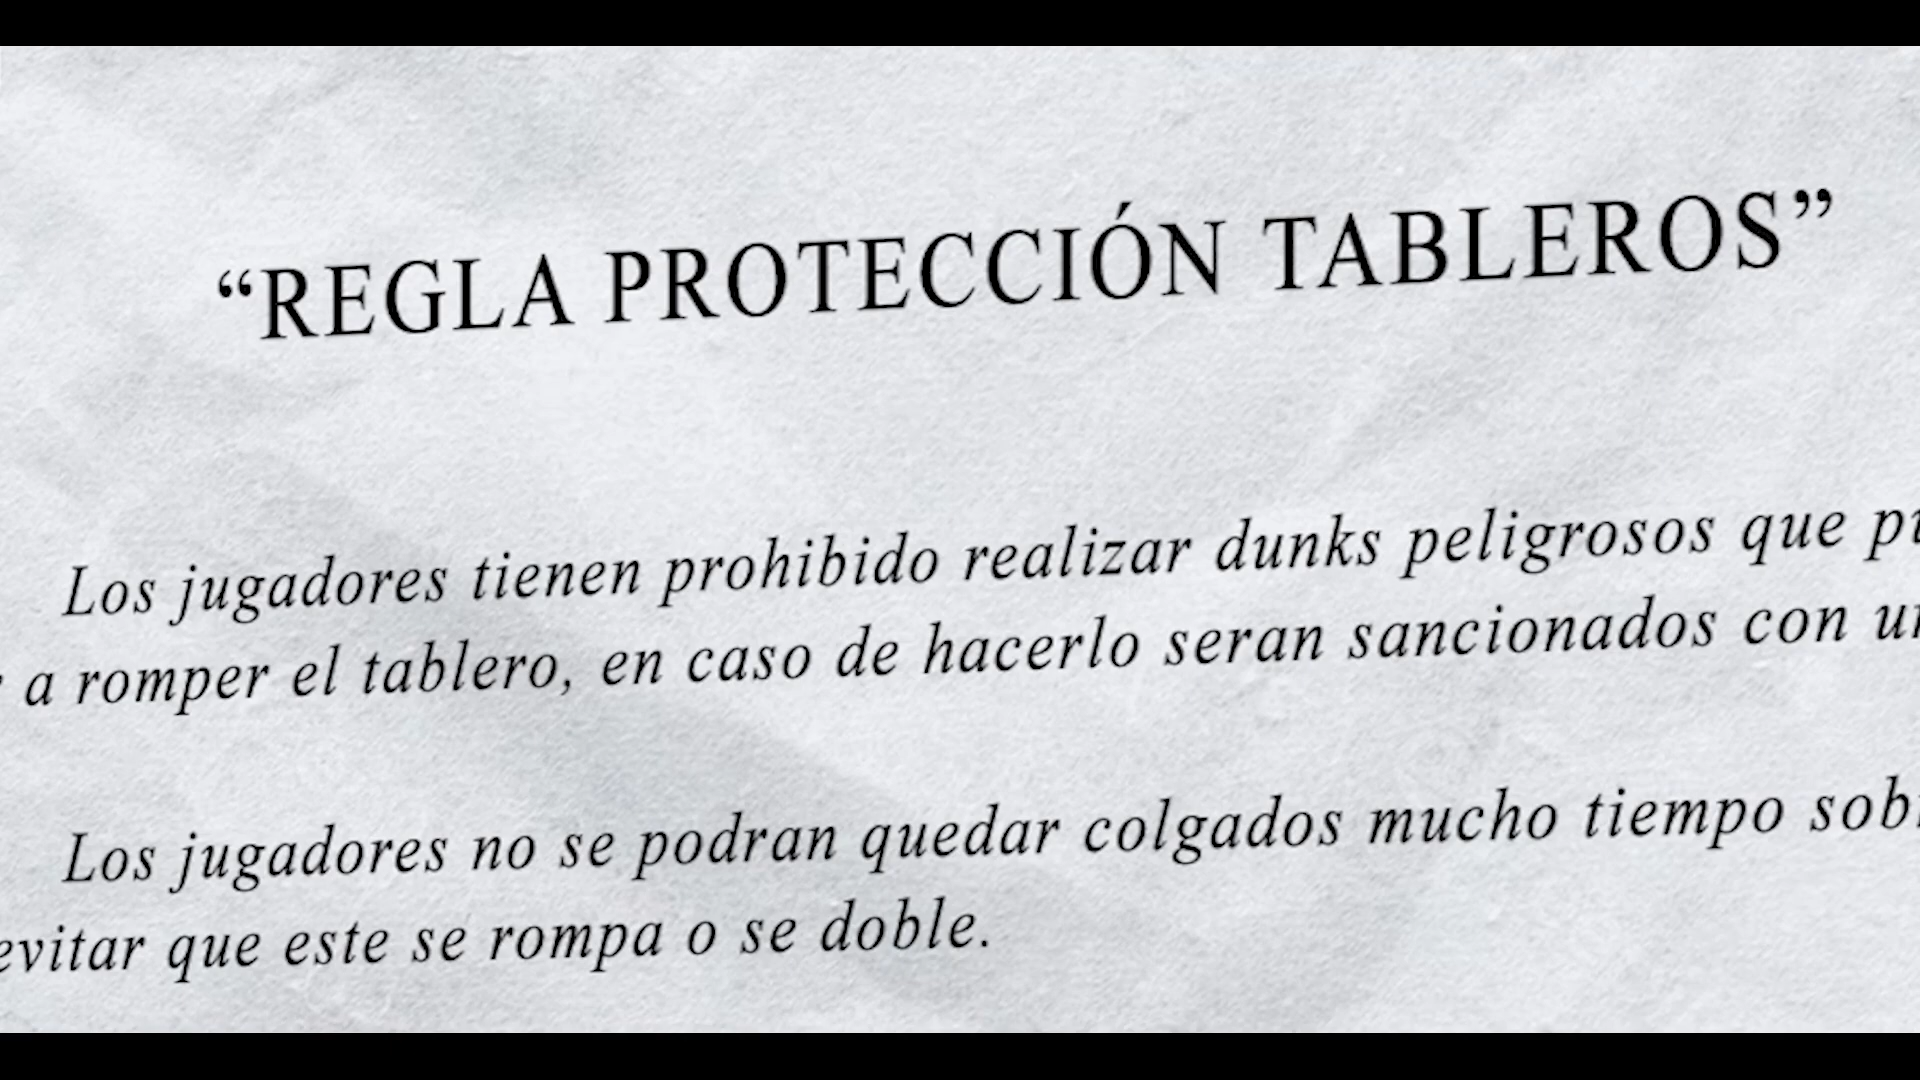 “REGLA PROTECCIÓN TABLEROS”
Los jugadores tienen prohibido realizar dunks peligrosos que
a romper el tablero, en caso de hacerlo seran sancionados con
Los jugadores no se podran quedar colgados mucho tiempo
evitar que este se rompa o se doble.